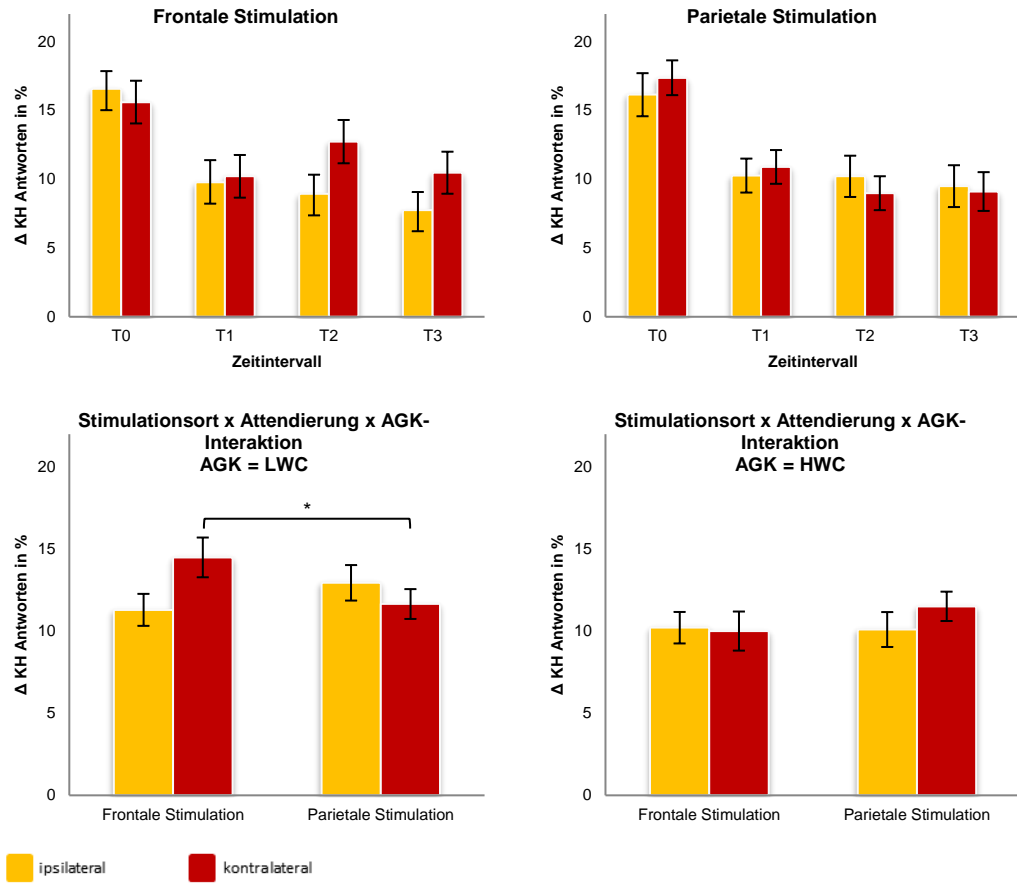 Frontale Stimulation
20
15
10
5
0
Δ KH Antworten in %
T0 T1 T2 T3
Zeitintervall
Parietale Stimulation
20
15
10
5
0
Δ KH Antworten in %
T0 T1 T2 T3
Zeitintervall
Stimulationsort x Attendierung x AGK-
Interaktion
AGK = LWC
20
15
10
5
0
Δ KH Antworten in %
*
Frontale Stimulation Parietale Stimulation
Stimulationsort x Attendierung x AGK-
Interaktion
AGK = HWC
20
15
10
5
0
Δ KH Antworten in %
Frontale Stimulation Parietale Stimulation
ipsilateral kontralateral